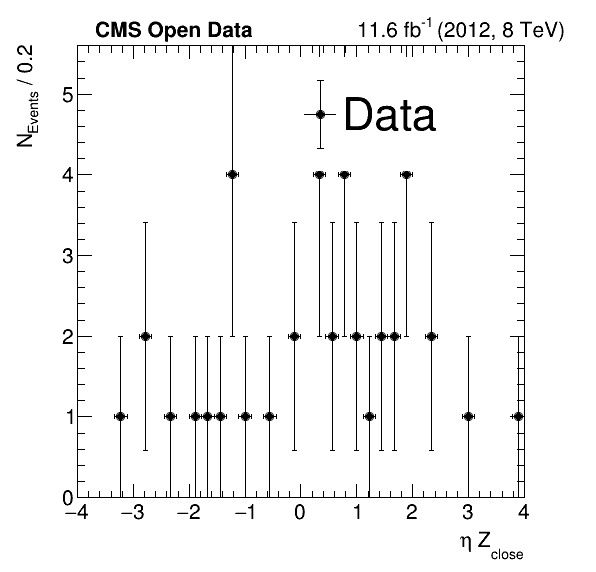 CMS Open Data 11.6 fb⁻¹ (2012, 8 TeV)
N_Events / 0.2
Data
5
4
3
2
1
0
−4 −3 −2 −1 0 1 2 3 4
η Z_close